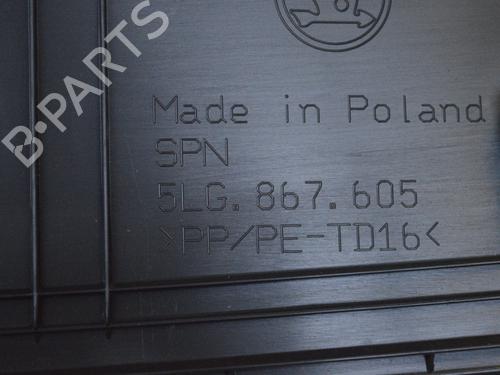 B-PARTS
Made in Poland
SPN
5LG.867.605
>PP/PE-TD16<